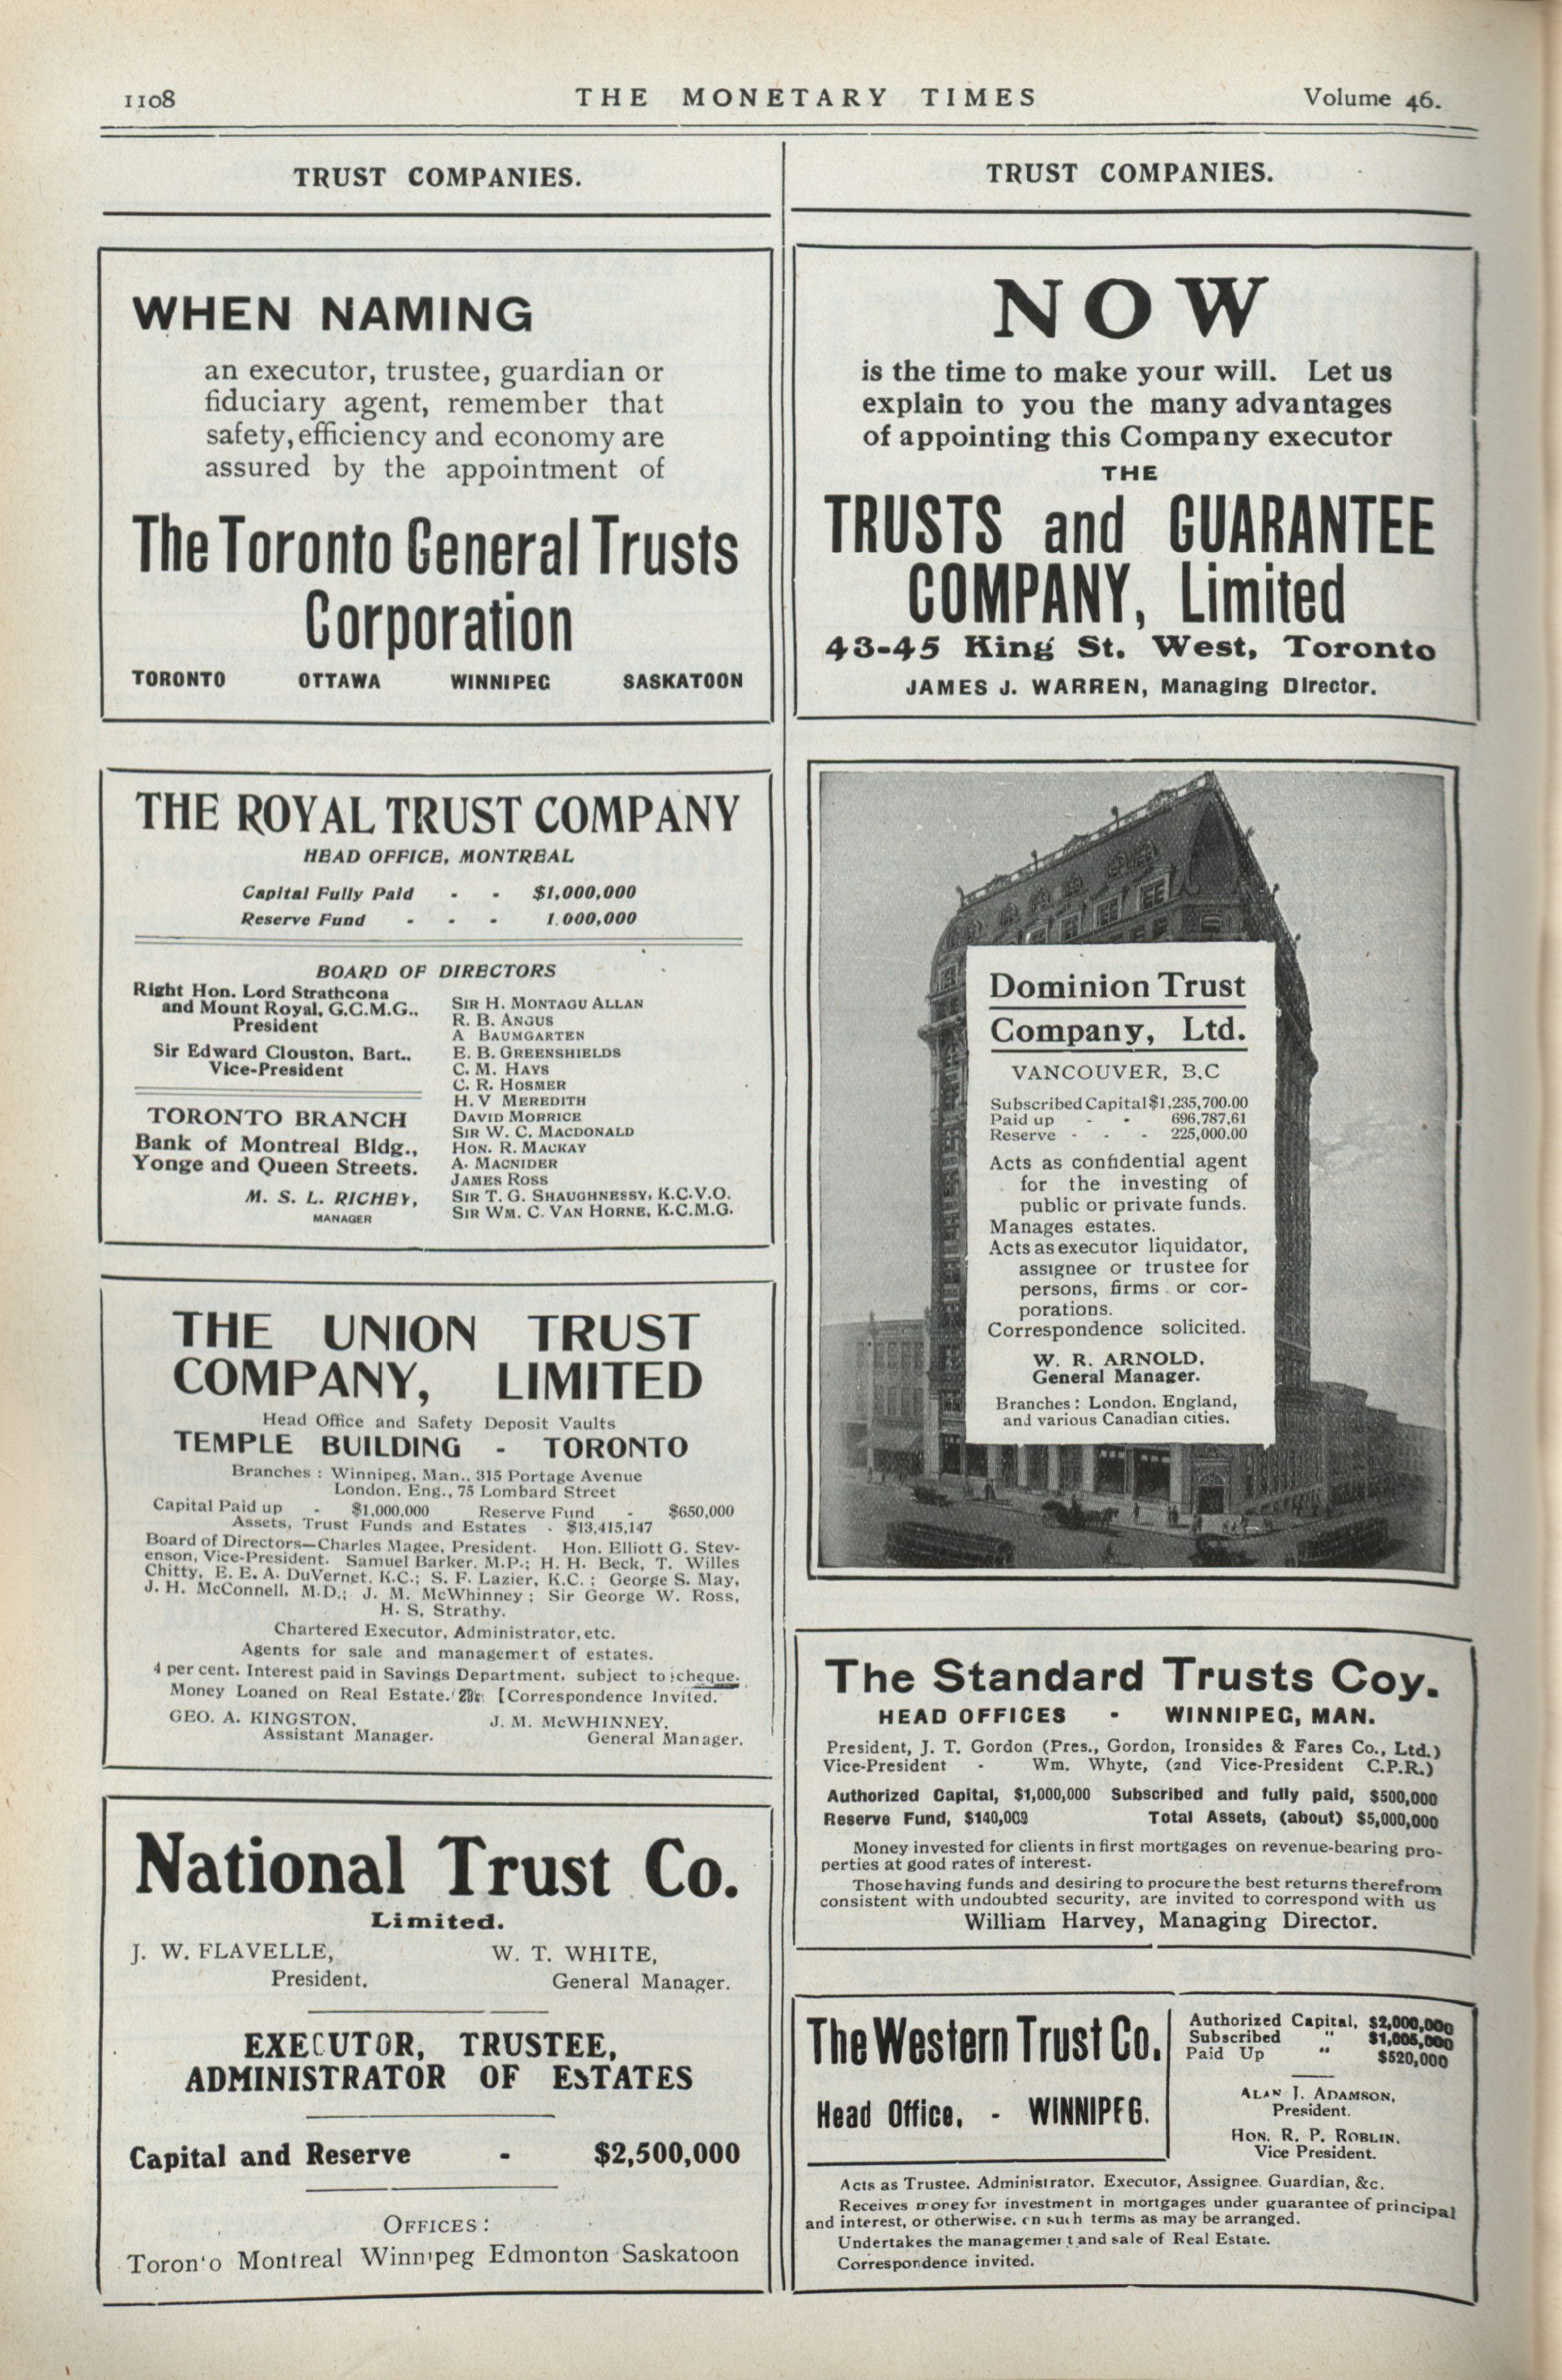 1108
THE MONETARY TIMES
Volume 46.
TRUST COMPANIES.
WHEN NAMING
an executor, trustee, guardian or
fiduciary agent, remember that
safety, efficiency and economy are
assured by the appointment of
The Toronto General Trusts
Corporation
TORONTO OTTAWA WINNIPEG SASKATOON
THE ROYAL TRUST COMPANY
HEAD OFFICE, MONTREAL
Capital Fully Paid - - $1,000,000
Reserve Fund - - - 1.000,000
BOARD OF DIRECTORS
Right Hon. Lord Strathcona
and Mount Royal, G.C.M.G.,
President
Sir Edward Clouston, Bart.,
Vice-President
TORONTO BRANCH
Bank of Montreal Bldg.,
Yonge and Queen Streets.
M. S. L. RICHEY,
MANAGER
SIR H. MONTAGU ALLAN
R. B. ANGUS
A BAUMGARTEN
E. B. GREENSHIELDS
C. M. HAYS
C. R. HOSMER
H. V MEREDITH
DAVID MORRICE
SIR W. C. MACDONALD
HON. R. MACKAY
A. MACNIDER
JAMES ROSS
SIR T. G. SHAUGHNESSY, K.C.V.O.
SIR WM. C. VAN HORNE, K.C.M.G.
THE UNION TRUST
COMPANY, LIMITED
Head Office and Safety Deposit Vaults
TEMPLE BUILDING - TORONTO
Branches : Winnipeg, Man., 315 Portage Avenue
London, Eng., 75 Lombard Street
Capital Paid up - $1,000,000 Reserve Fund - $650,000
Assets, Trust Funds and Estates - $13,415,147
Board of Directors—Charles Magee, President. Hon. Elliott G. Stev-
enson, Vice-President. Samuel Barker, M.P.; H. H. Beck, T. Willes
Chitty, E. E. A. DuVernet, K.C.; S. F. Lazier, K.C. ; George S. May,
J. H. McConnell, M.D.; J. M. McWhinney ; Sir George W. Ross,
H. S. Strathy.
Chartered Executor, Administrator, etc.
Agents for sale and management of estates.
4 per cent. Interest paid in Savings Department, subject to cheque.
Money Loaned on Real Estate. [Correspondence Invited.
GEO. A. KINGSTON,
Assistant Manager.
J. M. McWHINNEY,
General Manager.
National Trust Co.
Limited.
J. W. FLAVELLE,
President.
W. T. WHITE,
General Manager.
EXECUTOR, TRUSTEE,
ADMINISTRATOR OF ESTATES
Capital and Reserve - $2,500,000
OFFICES :
Toronto Montreal Winnipeg Edmonton Saskatoon
TRUST COMPANIES.
NOW
is the time to make your will. Let us
explain to you the many advantages
of appointing this Company executor
THE
TRUSTS and GUARANTEE
COMPANY, Limited
43-45 King St. West, Toronto
JAMES J. WARREN, Managing Director.
Dominion Trust
Company, Ltd.
VANCOUVER, B.C
Subscribed Capital $1,235,700.00
Paid up - - 696,787.61
Reserve - - - 225,000.00
Acts as confidential agent
for the investing of
public or private funds.
Manages estates.
Acts as executor liquidator,
assignee or trustee for
persons, firms or cor-
porations.
Correspondence solicited.
W. R. ARNOLD,
General Manager.
Branches : London, England,
and various Canadian cities.
The Standard Trusts Coy.
HEAD OFFICES - WINNIPEG, MAN.
President, J. T. Gordon (Pres., Gordon, Ironsides & Fares Co., Ltd.)
Vice-President - Wm. Whyte, (2nd Vice-President C.P.R.)
Authorized Capital, $1,000,000 Subscribed and fully paid, $500,000
Reserve Fund, $140,000 Total Assets, (about) $5,000,000
Money invested for clients in first mortgages on revenue-bearing pro-
perties at good rates of interest.
Those having funds and desiring to procure the best returns therefrom
consistent with undoubted security, are invited to correspond with us
William Harvey, Managing Director.
The Western Trust Co.
Head Office, - WINNIPEG.
Authorized Capital, $2,000,000
Subscribed " $1,005,000
Paid Up " $520,000
ALAN J. ADAMSON,
President.
HON. R. P. ROBLIN,
Vice President.
Acts as Trustee, Administrator, Executor, Assignee, Guardian, &c.
Receives money for investment in mortgages under guarantee of principal
and interest, or otherwise, on such terms as may be arranged.
Undertakes the management and sale of Real Estate.
Correspondence invited.